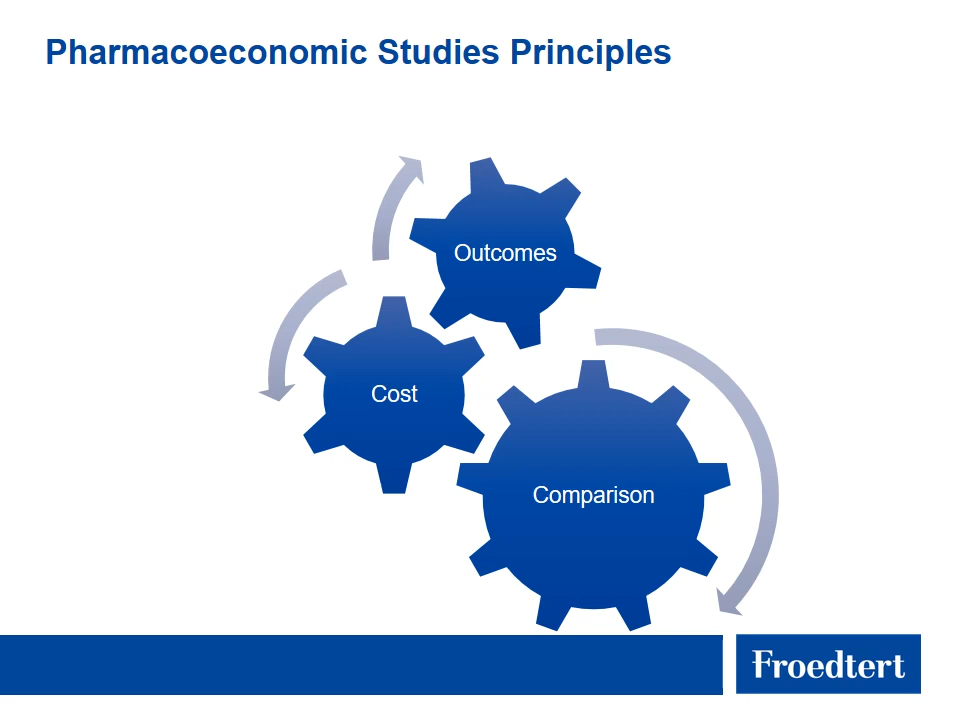 Pharmacoeconomic Studies Principles
Outcomes
Cost
Comparison
Froedtert